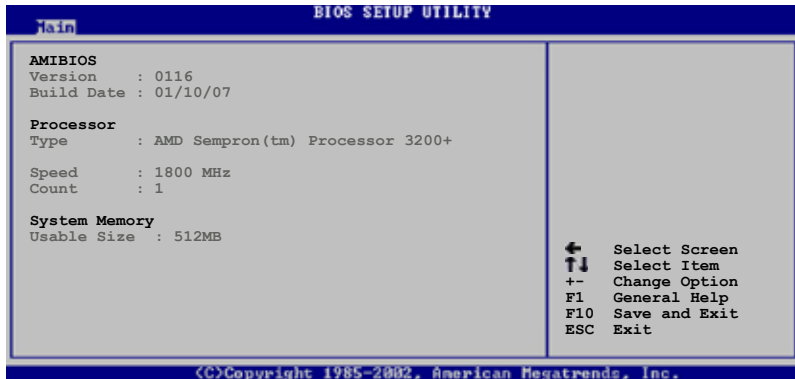 BIOS SETUP UTILITY
Main
AMIBIOS
Version : 0116
Build Date : 01/10/07
Processor
Type : AMD Sempron(tm) Processor 3200+
Speed : 1800 MHz
Count : 1
System Memory
Usable Size : 512MB
← Select Screen
↑↓ Select Item
+- Change Option
F1 General Help
F10 Save and Exit
ESC Exit
(C)Copyright 1985-2002, American Megatrends, Inc.